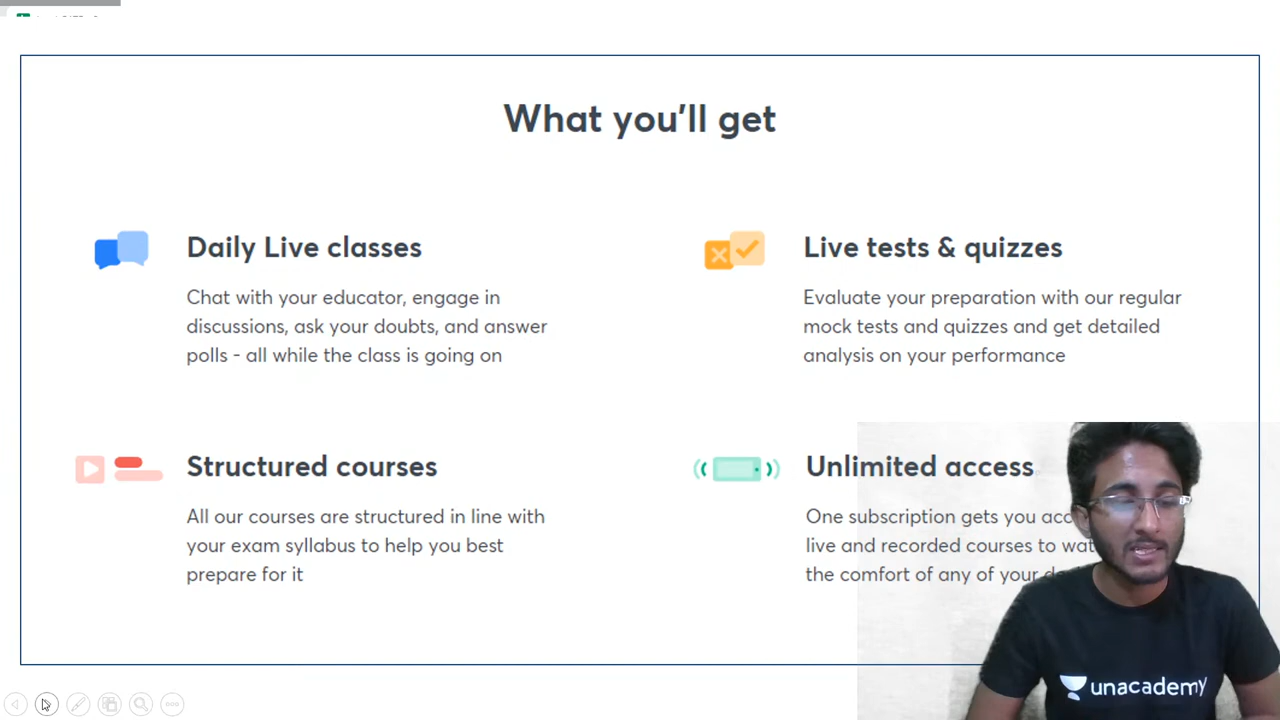 What you'll get
Daily Live classes
Chat with your educator, engage in
discussions, ask your doubts, and answer
polls - all while the class is going on
Live tests & quizzes
Evaluate your preparation with our regular
mock tests and quizzes and get detailed
analysis on your performance
Structured courses
All our courses are structured in line with
your exam syllabus to help you best
prepare for it
Unlimited access
One subscription gets you
live and recorded courses to
the comfort of any of your
unacademy